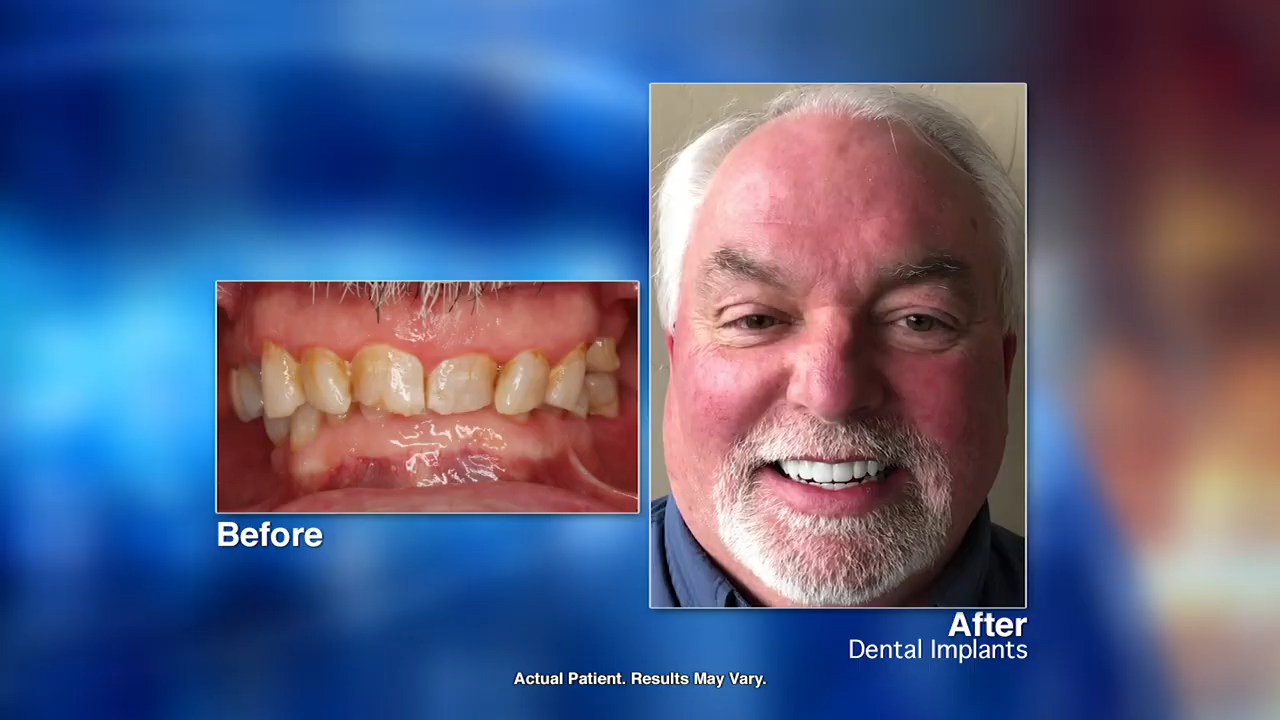 Before
After
Dental Implants
Actual Patient. Results May Vary.